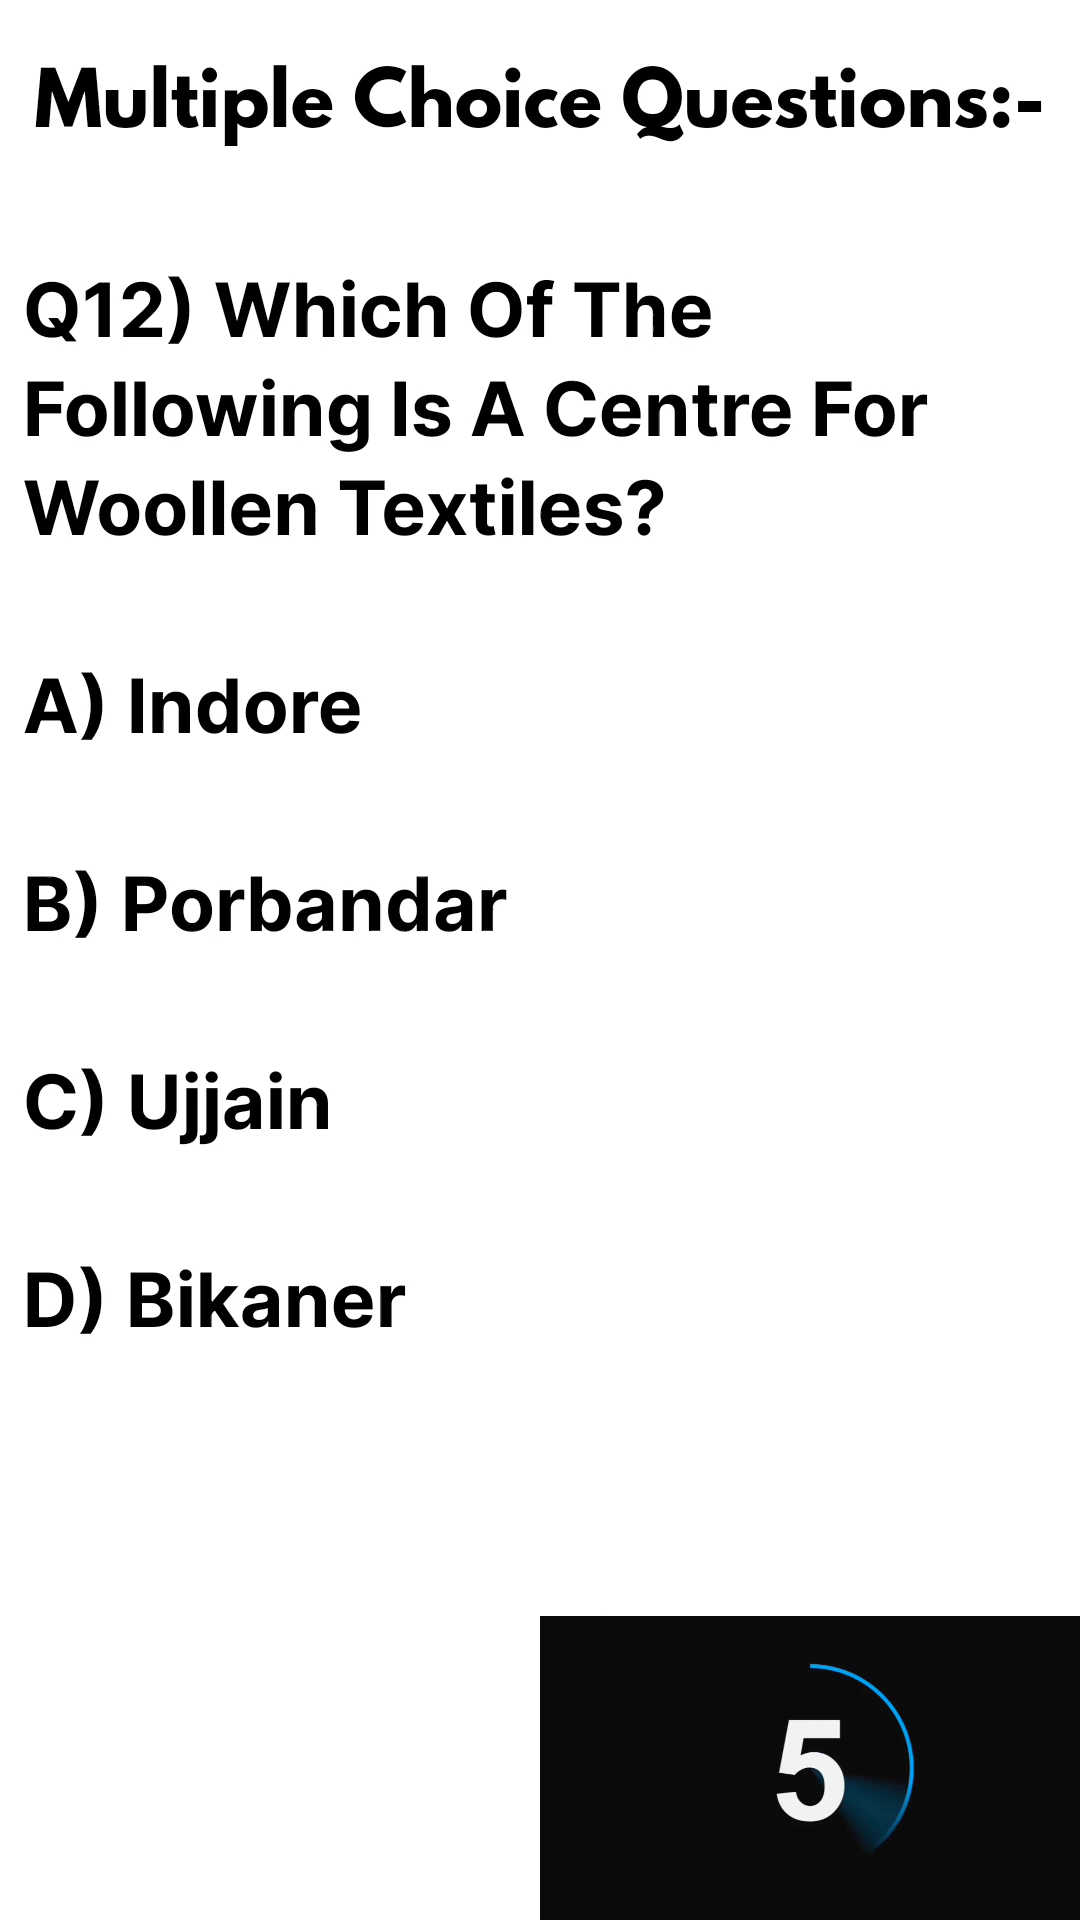 Multiple Choice Questions:-
Q12) Which Of The
Following Is A Centre For
Woollen Textiles?
A) Indore
B) Porbandar
C) Ujjain
D) Bikaner
5